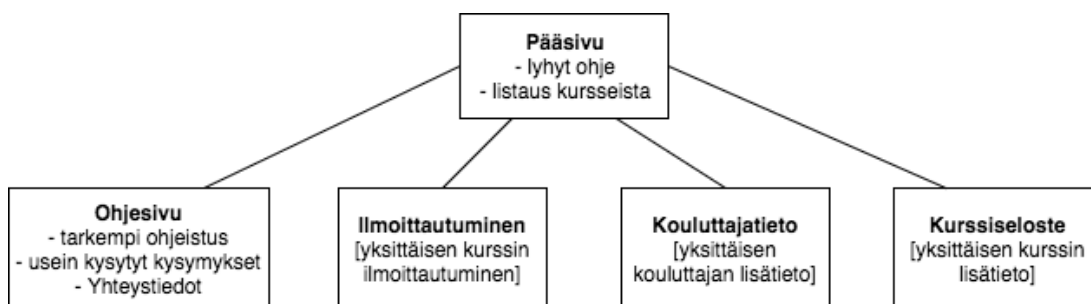 Pääsivu
- lyhyt ohje
- listaus kursseista
Ohjesivu
- tarkempi ohjeistus
- usein kysytyt kysymykset
- Yhteystiedot
Ilmoittautuminen
[yksittäisen kurssin
ilmoittautuminen]
Kouluttajatieto
[yksittäisen
kouluttajan lisätieto]
Kurssiseloste
[yksittäisen kurssin
lisätieto]